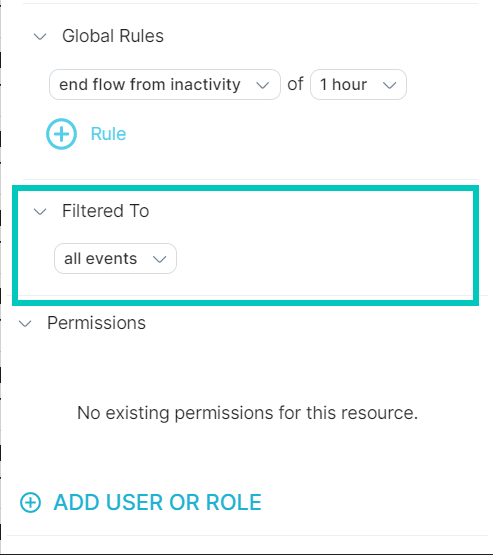 Global Rules
end flow from inactivity of 1 hour
Rule
Filtered To
all events
Permissions
No existing permissions for this resource.
ADD USER OR ROLE